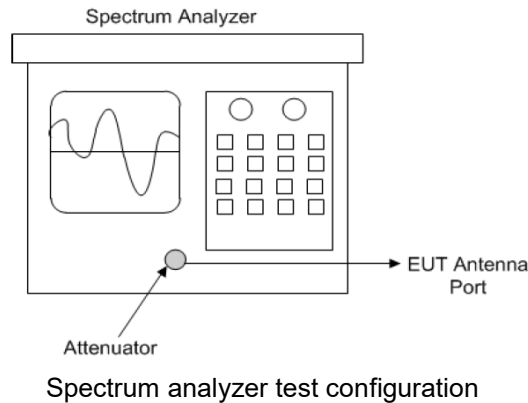 Spectrum Analyzer
EUT Antenna
Port
Attenuator
Spectrum analyzer test configuration